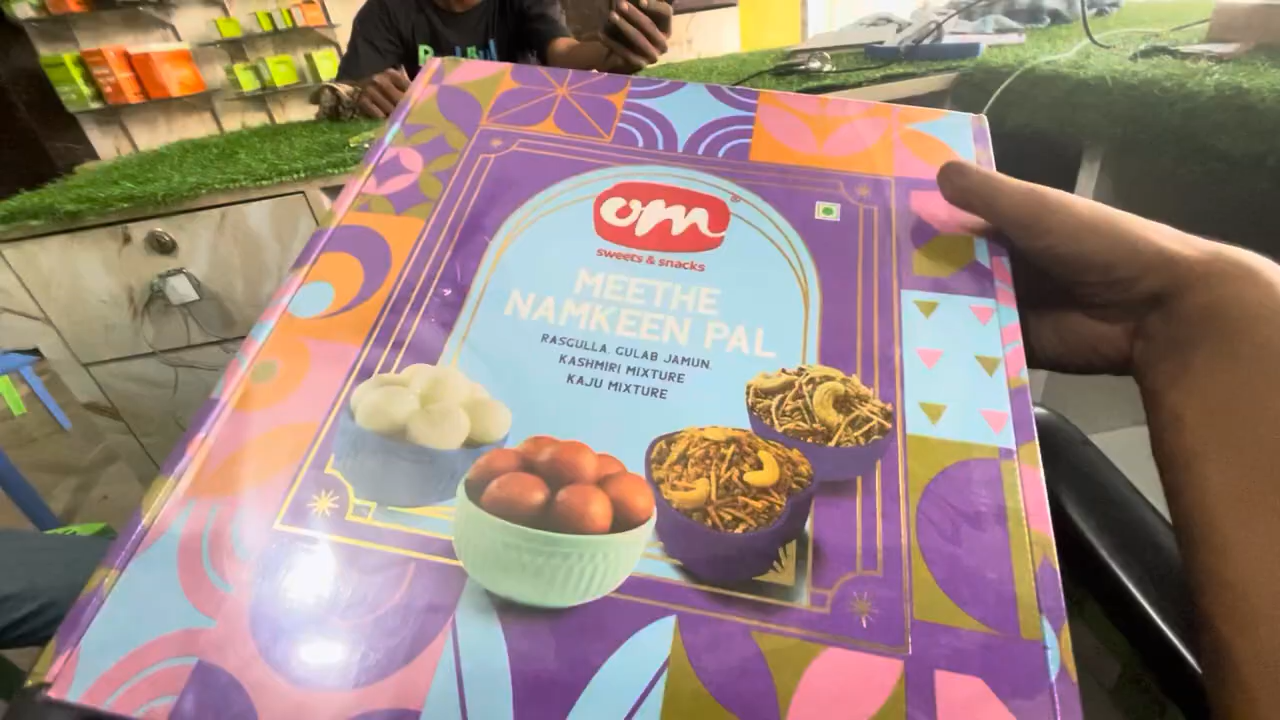 om
sweets & snacks
MEETHE
NAMKEEN PAL
RASGULLA, GULAB JAMUN,
KASHMIRI MIXTURE
KAJU MIXTURE